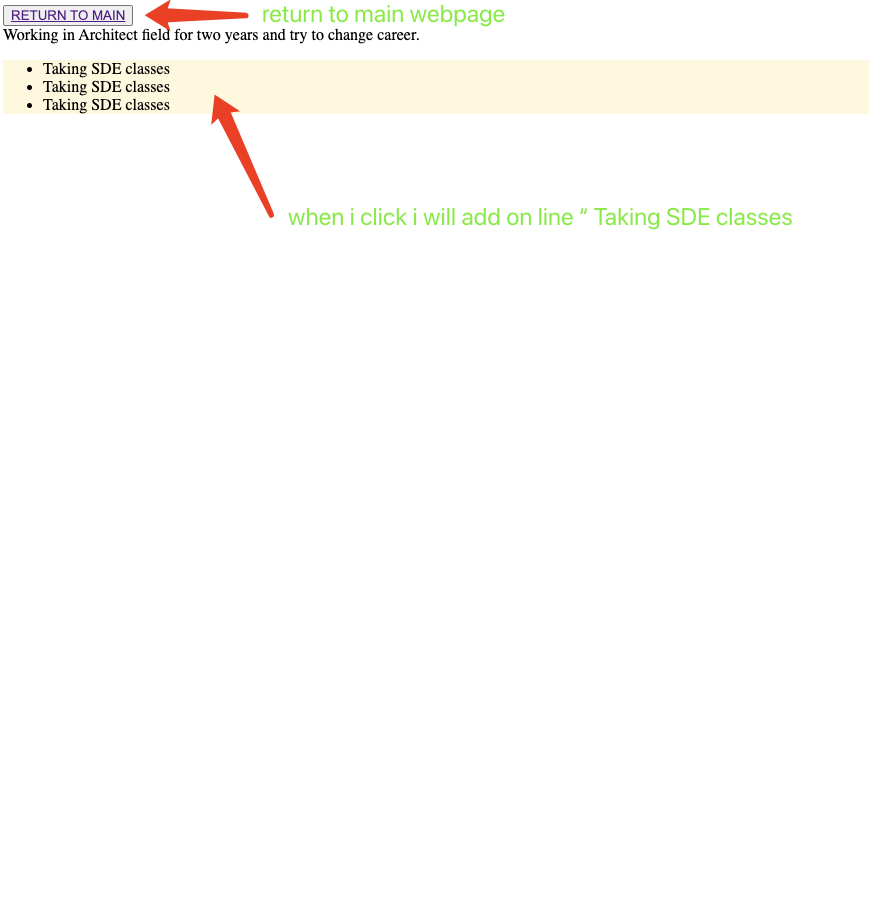 RETURN TO MAIN
return to main webpage
Working in Architect field for two years and try to change career.
Taking SDE classes
Taking SDE classes
Taking SDE classes
when i click i will add on line “ Taking SDE classes